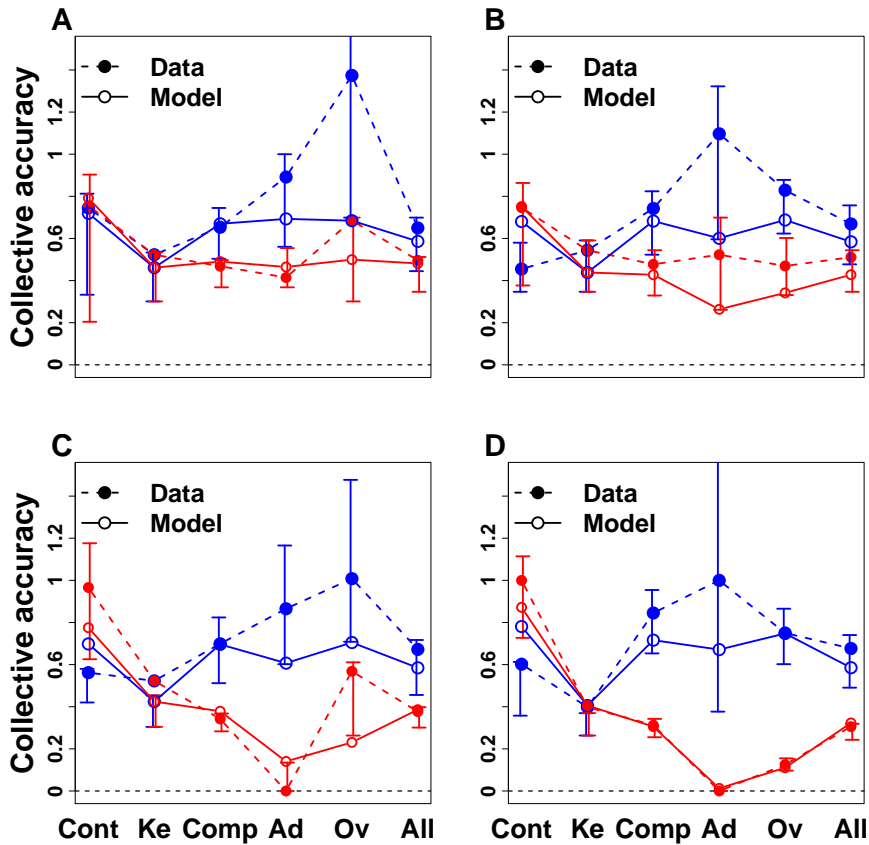 A
Data
Model
Collective accuracy
0
0.2
0.6
1
1.2
B
Data
Model
0
0.2
0.6
1
1.2
C
Data
Model
Collective accuracy
0
0.2
0.6
1
1.2
Cont Ke Comp Ad Ov All
D
Data
Model
0
0.2
0.6
1
1.2
Cont Ke Comp Ad Ov All